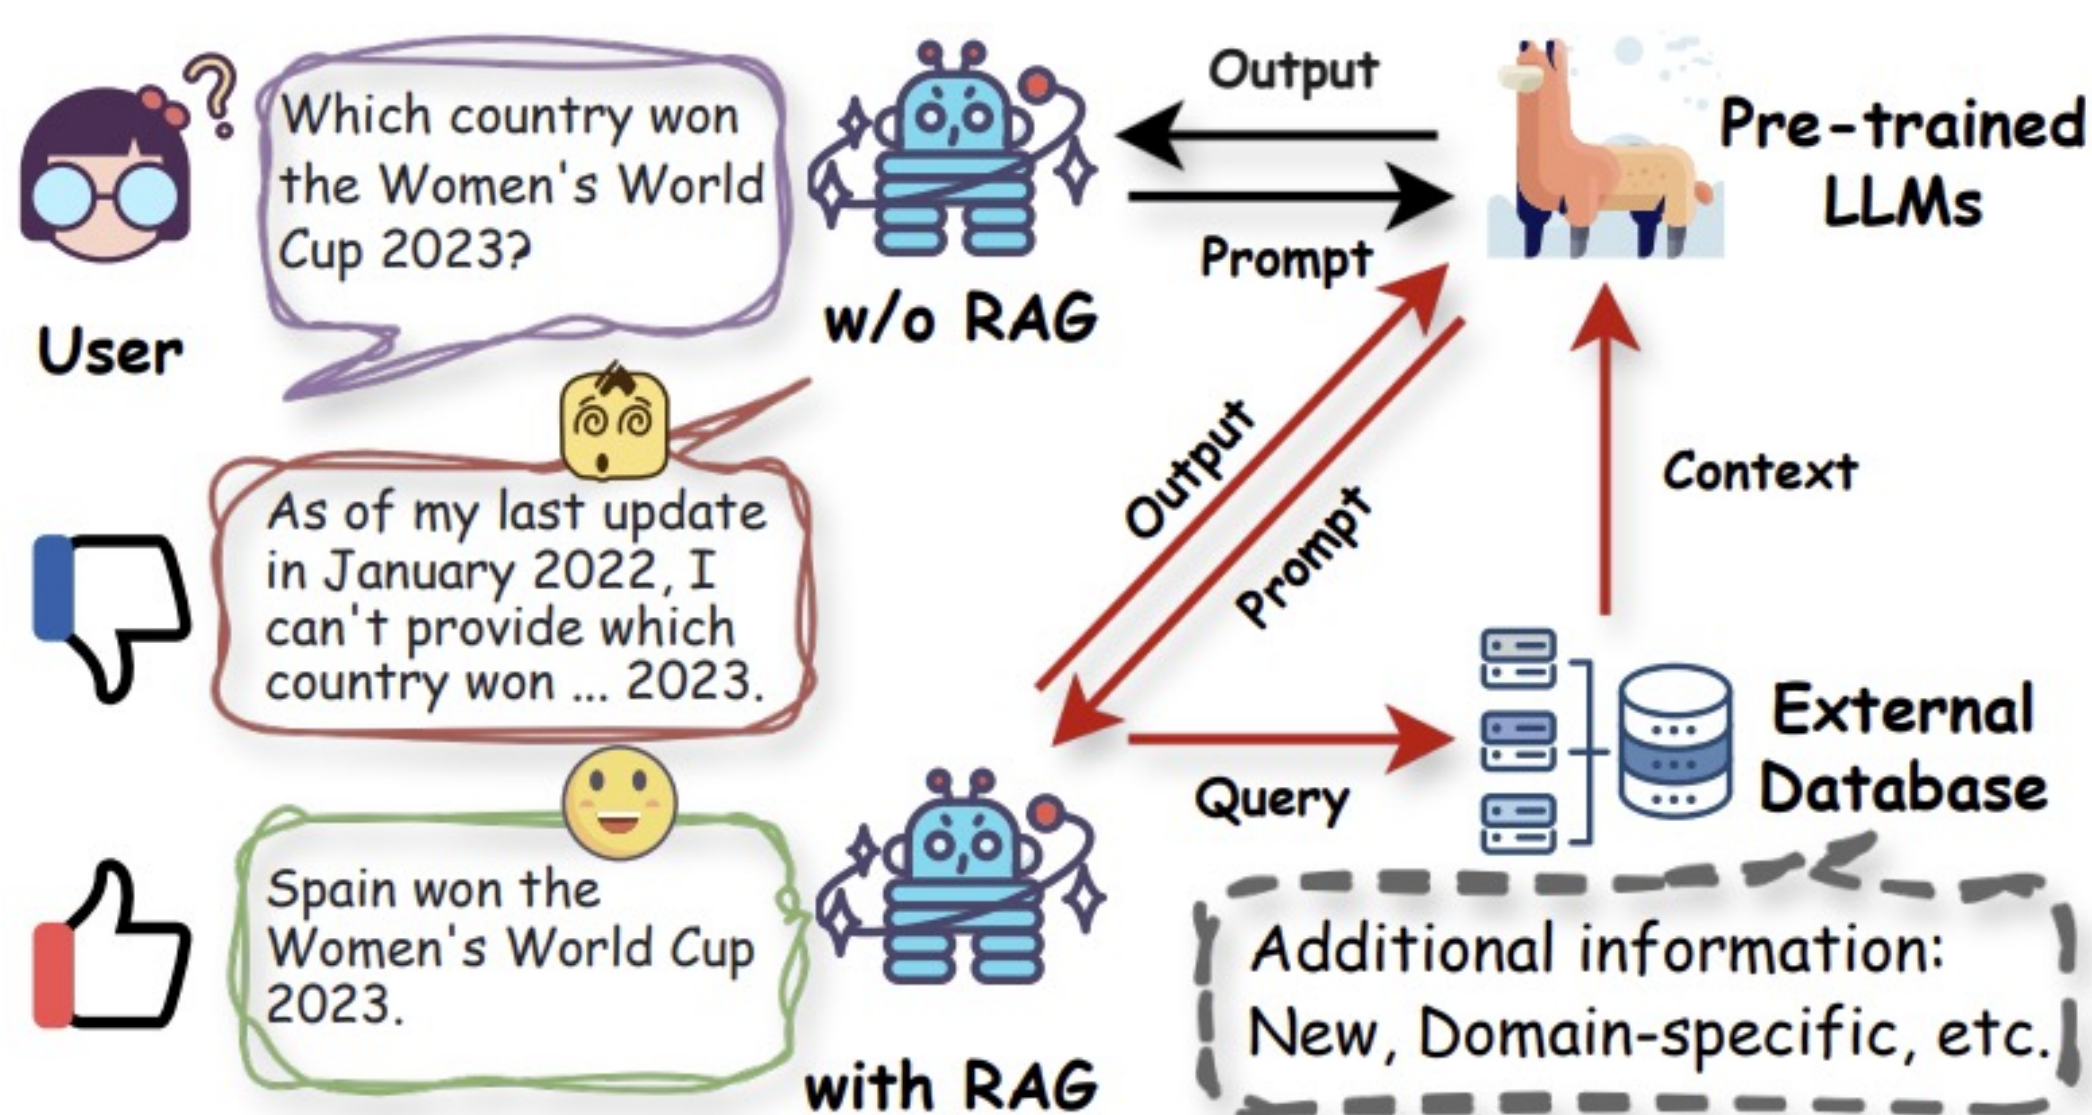 Which country won
the Women's World
Cup 2023?
User
w/o RAG
Output
Prompt
Pre-trained
LLMs
As of my last update
in January 2022, I
can't provide which
country won ... 2023.
Output
Prompt
Context
Query
External
Database
Spain won the
Women's World Cup
2023.
with RAG
Additional information:
New, Domain-specific, etc.